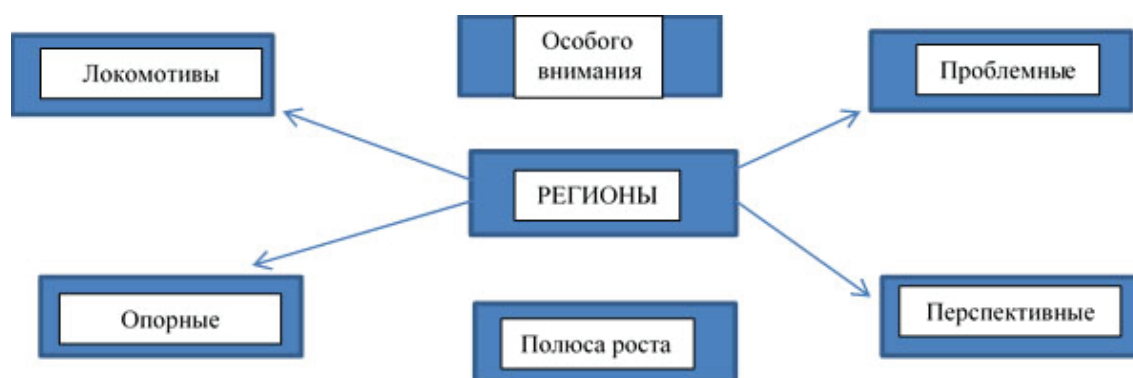 Локомотивы
Особого
внимания
Проблемные
РЕГИОНЫ
Опорные
Полюса роста
Перспективные